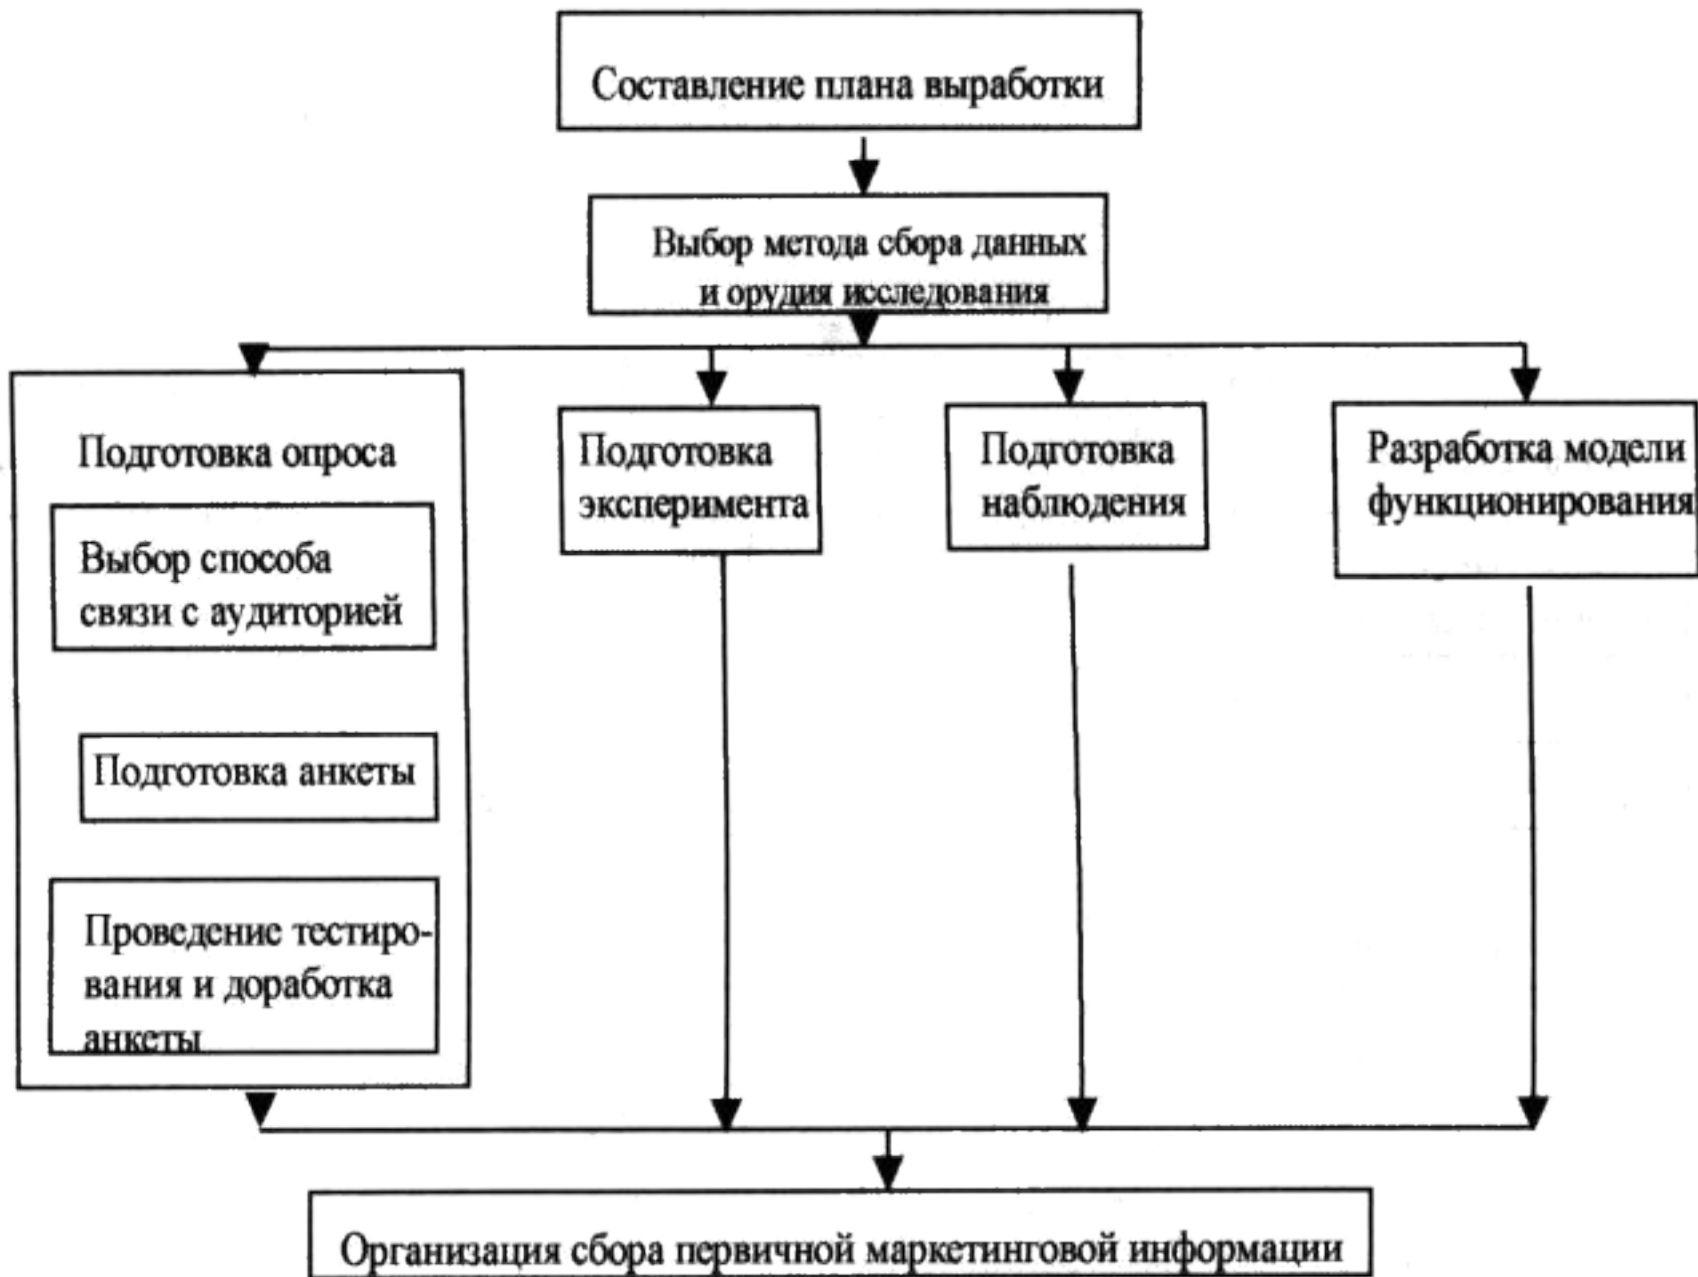 Составление плана выработки
Выбор метода сбора данных
и орудия исследования
Подготовка опроса
Выбор способа
связи с аудиторией
Подготовка анкеты
Проведение тестиро-
вания и доработка
анкеты
Подготовка
эксперимента
Подготовка
наблюдения
Разработка модели
функционирования
Организация сбора первичной маркетинговой информации